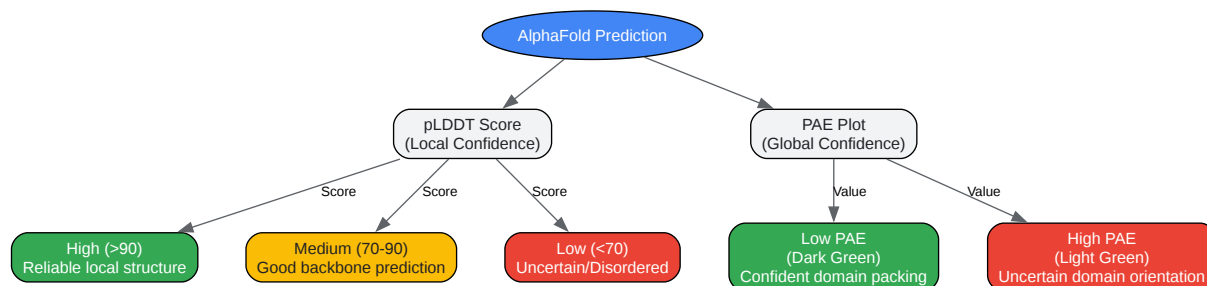 AlphaFold Prediction
pLDDT Score
(Local Confidence)
PAE Plot
(Global Confidence)
Score
Score
Score
Value
Value
High (>90)
Reliable local structure
Medium (70-90)
Good backbone prediction
Low (<70)
Uncertain/Disordered
Low PAE
(Dark Green)
Confident domain packing
High PAE
(Light Green)
Uncertain domain orientation